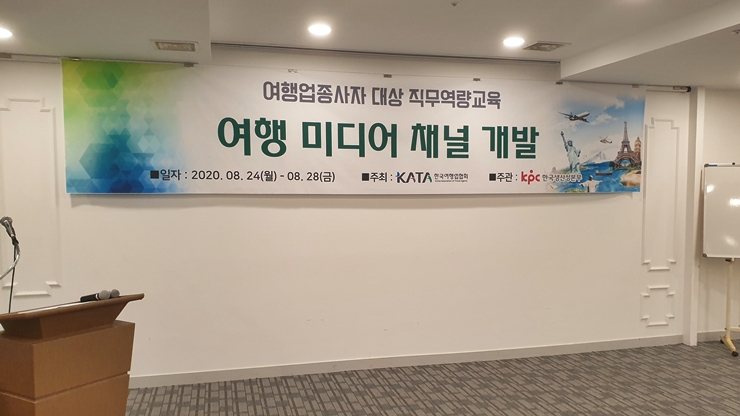 여행업종사자 대상 직무역량교육
여행 미디어 채널 개발
■일자 : 2020. 08. 24(월) - 08. 28(금) ■주최 : KATA 한국여행업협회 ■주관 : kpc 한국생산성본부